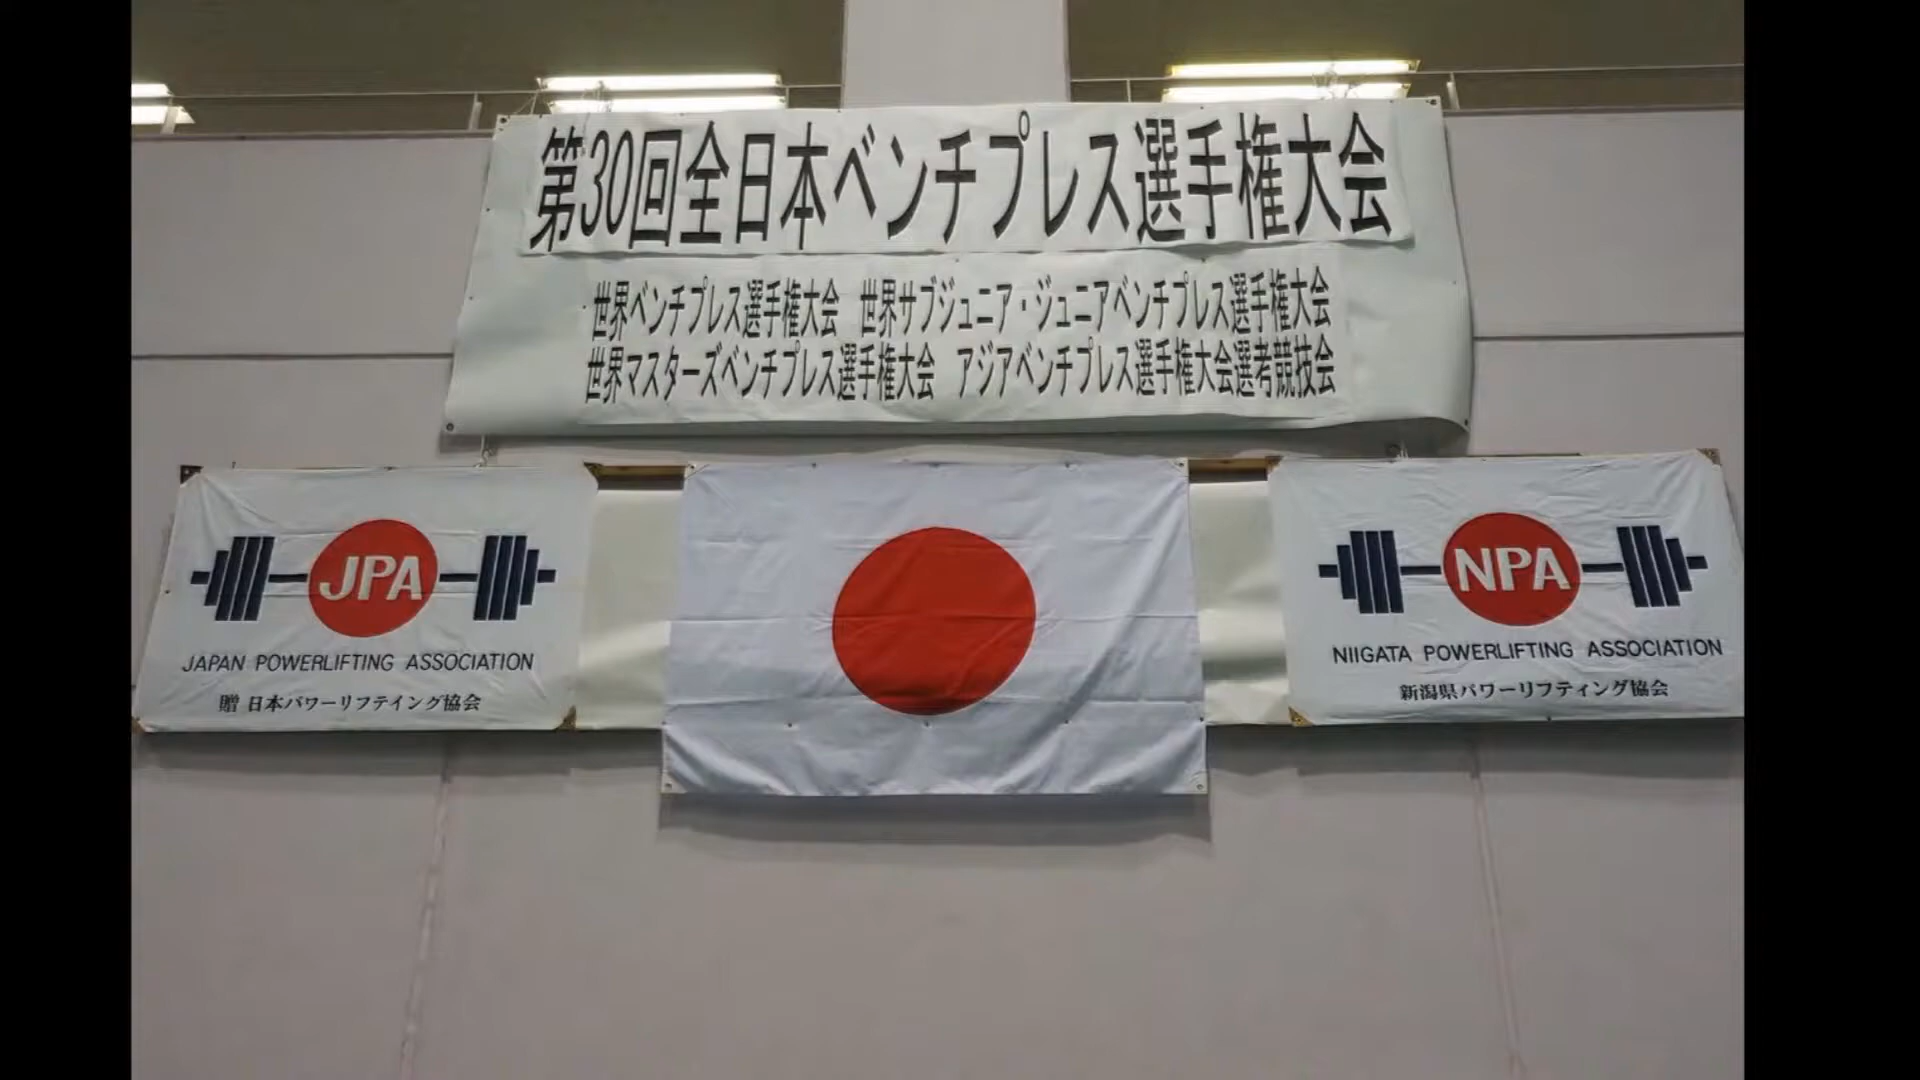 第30回全日本ベンチプレス選手権大会
世界ベンチプレス選手権大会 世界サブジュニア・ジュニアベンチプレス選手権大会
世界マスターズベンチプレス選手権大会 アジアベンチプレス選手権大会選考競技会
JPA
JAPAN POWERLIFTING ASSOCIATION
贈 日本パワーリフテイング協会
NPA
NIIGATA POWERLIFTING ASSOCIATION
新潟県パワーリフティング協会